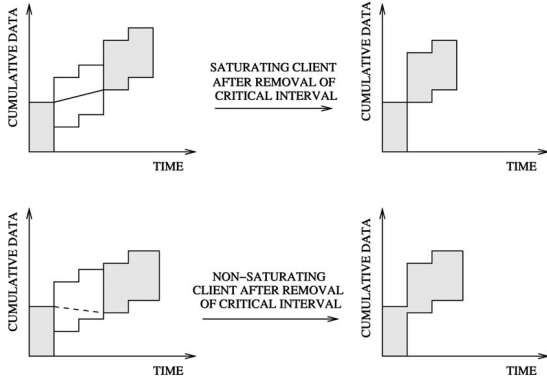 CUMULATIVE DATA
SATURATING CLIENT
AFTER REMOVAL OF
CRITICAL INTERVAL
CUMULATIVE DATA
TIME
TIME
CUMULATIVE DATA
NON-SATURATING
CLIENT AFTER REMOVAL
OF CRITICAL INTERVAL
CUMULATIVE DATA
TIME
TIME